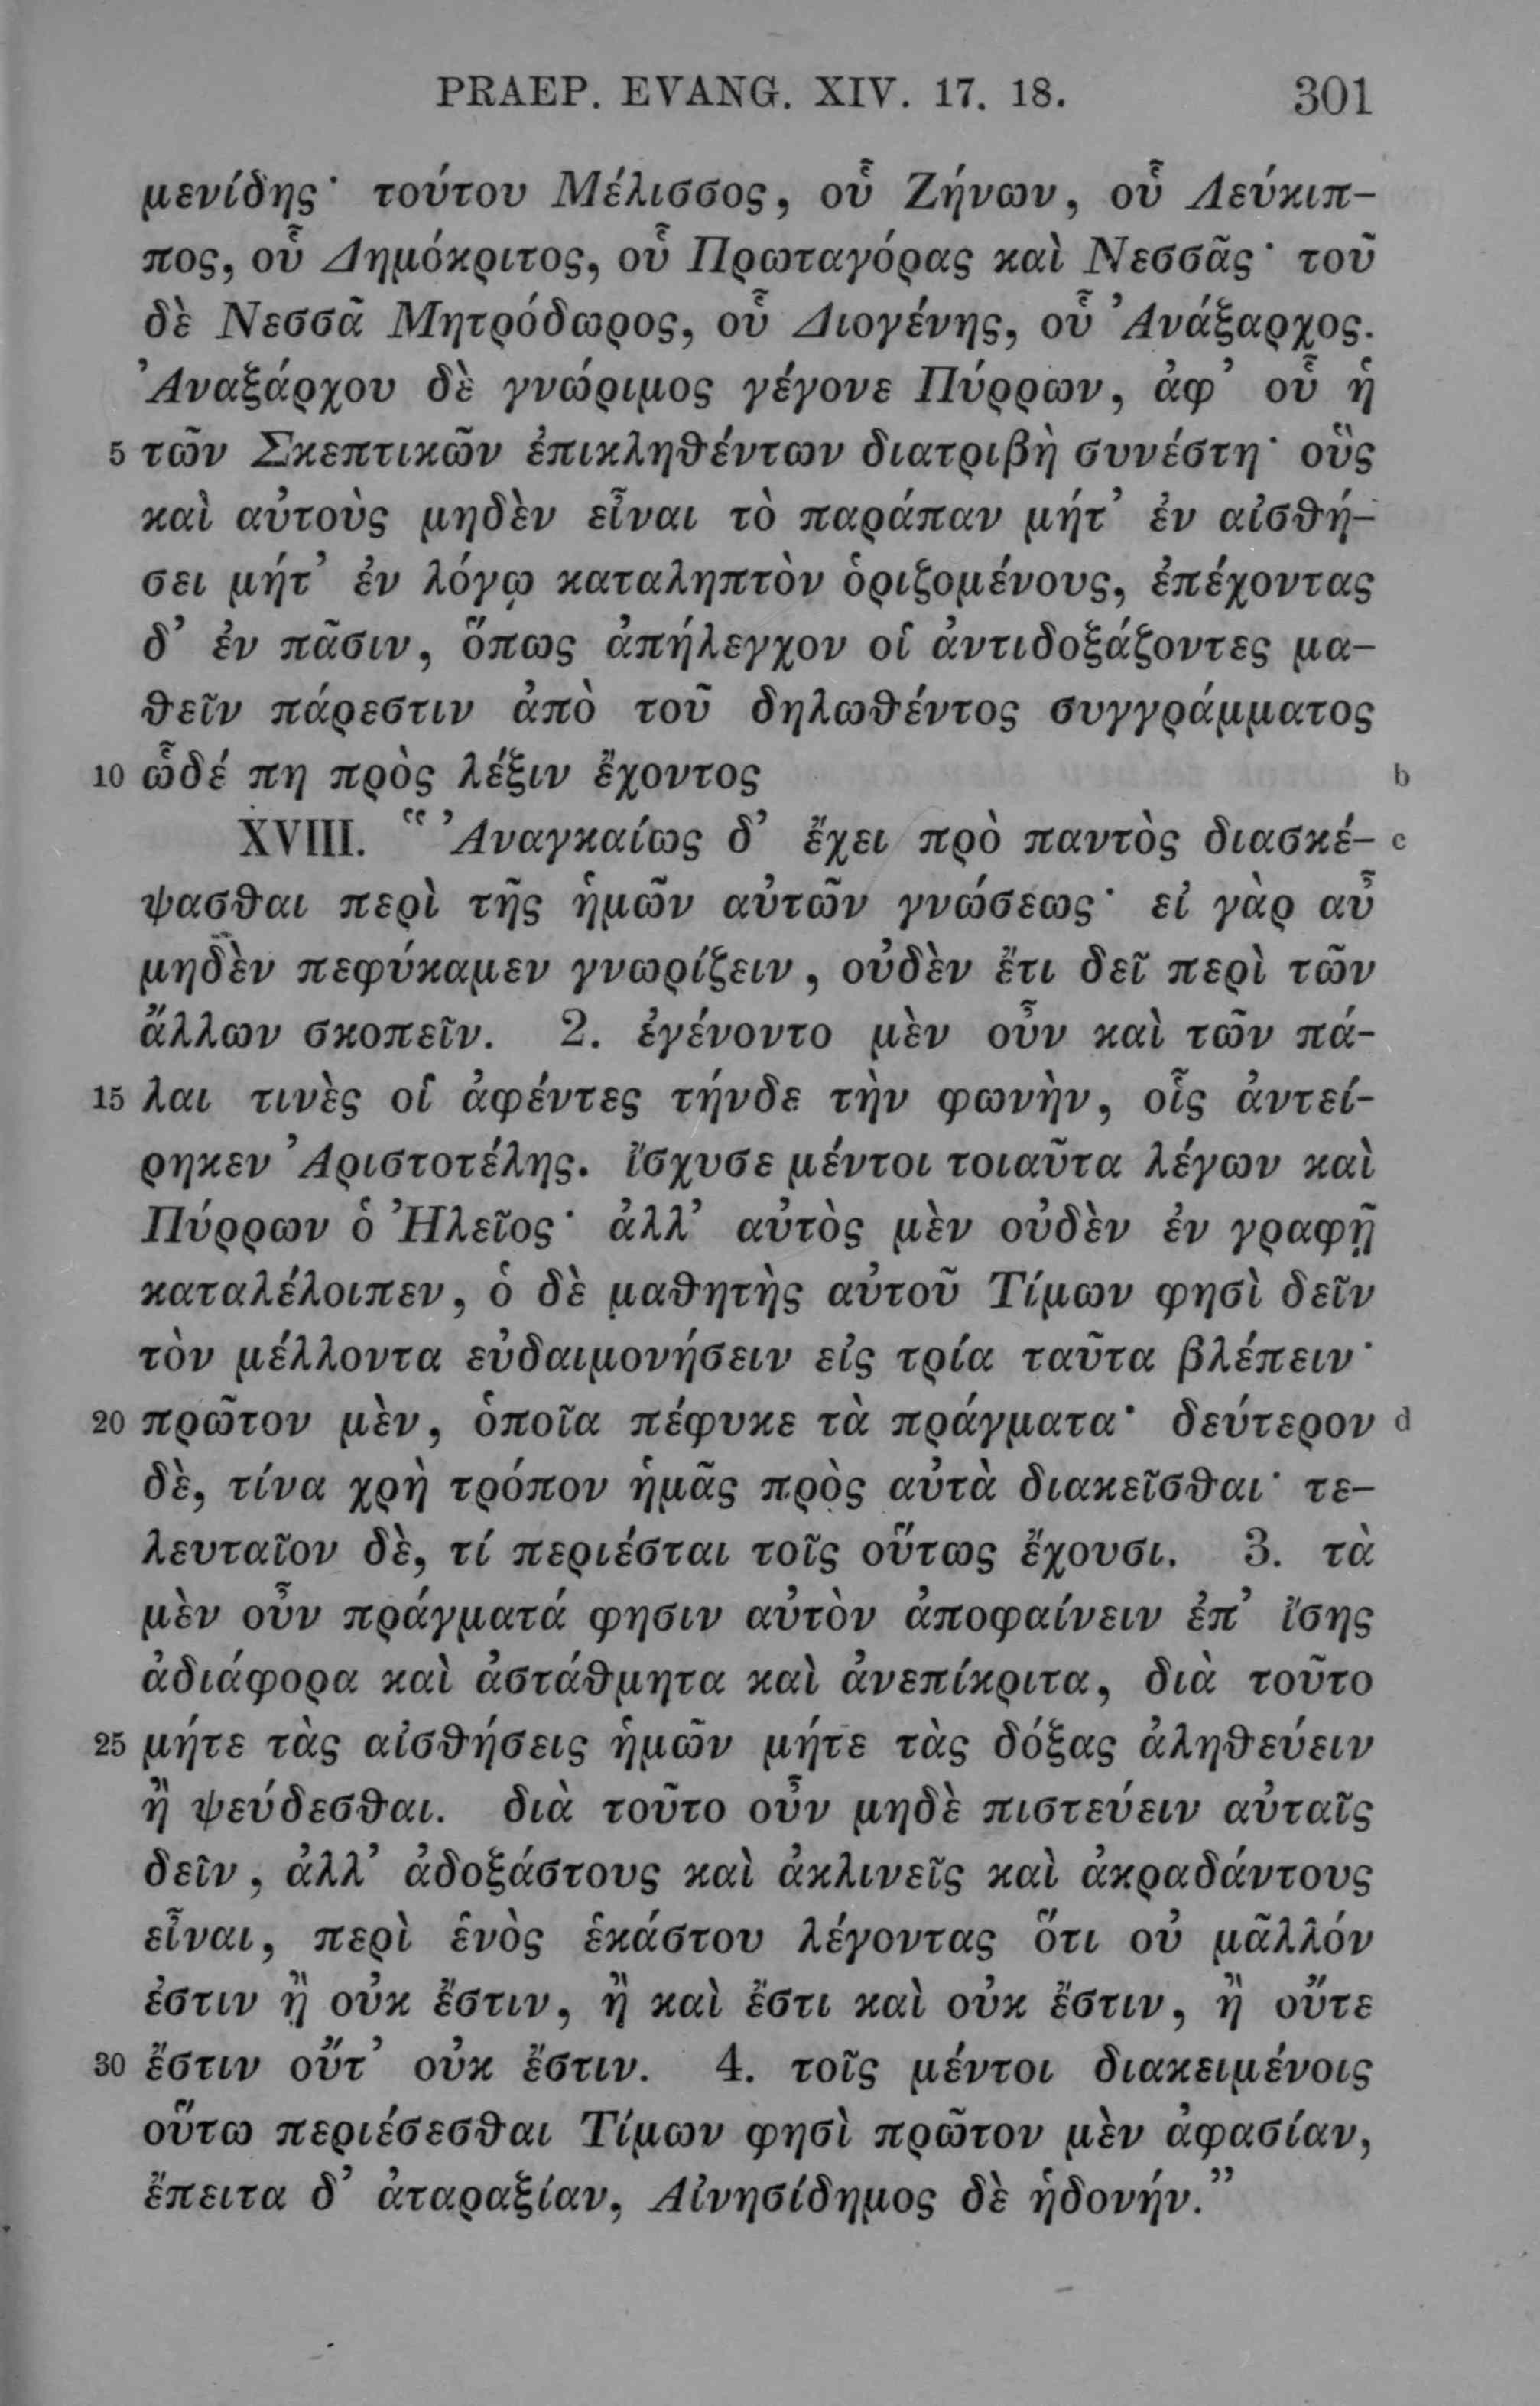 PRAEP. EVANG. XIV. 17. 18. 301
μενίδης· τούτου Μέλισσος, οὗ Ζήνων, οὗ Λεύκιπ-
πος, οὗ Δημόκριτος, οὗ Πρωταγόρας καὶ Νεσσᾶς· τοῦ
δὲ Νεσσᾶ Μητρόδωρος, οὗ Διογένης, οὗ Ἀνάξαρχος.
Ἀναξάρχου δὲ γνώριμος γέγονε Πύρρων, ἀφ’ οὗ ἡ
5 τῶν Σκεπτικῶν ἐπικληθέντων διατριβὴ συνέστη· οὓς
καὶ αὐτοὺς μηδὲν εἶναι τὸ παράπαν μήτ’ ἐν αἰσθή-
σει μήτ’ ἐν λόγῳ καταληπτὸν ὁριζομένους, ἐπέχοντας
δ’ ἐν πᾶσιν, ὅπως ἀπήλεγχον οἱ ἀντιδοξάζοντες μα-
θεῖν πάρεστιν ἀπὸ τοῦ δηλωθέντος συγγράμματος
10 ὧδέ πη πρὸς λέξιν ἔχοντος b
XVIII. “Ἀναγκαίως δ’ ἔχει πρὸ παντὸς διασκέ- c
ψασθαι περὶ τῆς ἡμῶν αὐτῶν γνώσεως· εἰ γὰρ αὖ
μηδὲν πεφύκαμεν γνωρίζειν, οὐδὲν ἔτι δεῖ περὶ τῶν
ἄλλων σκοπεῖν. 2. ἐγένοντο μὲν οὖν καὶ τῶν πά-
15 λαι τινὲς οἱ ἀφέντες τήνδε τὴν φωνὴν, οἷς ἀντεί-
ρηκεν Ἀριστοτέλης. ἴσχυσε μέντοι τοιαῦτα λέγων καὶ
Πύρρων ὁ Ἠλεῖος· ἀλλ’ αὐτὸς μὲν οὐδὲν ἐν γραφῇ
καταλέλοιπεν, ὁ δὲ μαθητὴς αὐτοῦ Τίμων φησὶ δεῖν
τὸν μέλλοντα εὐδαιμονήσειν εἰς τρία ταῦτα βλέπειν·
20 πρῶτον μὲν, ὁποῖα πέφυκε τὰ πράγματα· δεύτερον d
δὲ, τίνα χρὴ τρόπον ἡμᾶς πρὸς αὐτὰ διακεῖσθαι· τε-
λευταῖον δὲ, τί περιέσται τοῖς οὕτως ἔχουσι. 3. τὰ
μὲν οὖν πράγματά φησιν αὐτὸν ἀποφαίνειν ἐπ’ ἴσης
ἀδιάφορα καὶ ἀστάθμητα καὶ ἀνεπίκριτα, διὰ τοῦτο
25 μήτε τὰς αἰσθήσεις ἡμῶν μήτε τὰς δόξας ἀληθεύειν
ἢ ψεύδεσθαι. διὰ τοῦτο οὖν μηδὲ πιστεύειν αὐταῖς
δεῖν, ἀλλ’ ἀδοξάστους καὶ ἀκλινεῖς καὶ ἀκραδάντους
εἶναι, περὶ ἑνὸς ἑκάστου λέγοντας ὅτι οὐ μᾶλλόν
ἐστιν ἢ οὐκ ἔστιν, ἢ καὶ ἔστι καὶ οὐκ ἔστιν, ἢ οὔτε
30 ἔστιν οὔτ’ οὐκ ἔστιν. 4. τοῖς μέντοι διακειμένοις
οὕτω περιέσεσθαι Τίμων φησὶ πρῶτον μὲν ἀφασίαν,
ἔπειτα δ’ ἀταραξίαν, Αἰνησίδημος δὲ ἡδονήν.”